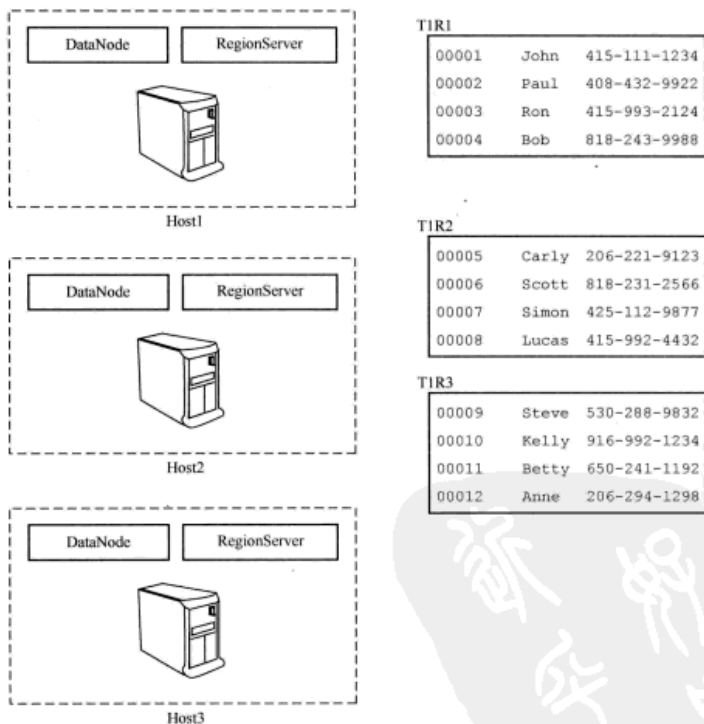 DataNode RegionServer
Host1
DataNode RegionServer
Host2
DataNode RegionServer
Host3
T1R1
00001 John 415-111-1234
00002 Paul 408-432-9922
00003 Ron 415-993-2124
00004 Bob 818-243-9988
T1R2
00005 Carly 206-221-9123
00006 Scott 818-231-2566
00007 Simon 425-112-9877
00008 Lucas 415-992-4432
T1R3
00009 Steve 530-288-9832
00010 Kelly 916-992-1234
00011 Betty 650-241-1192
00012 Anne 206-294-1298